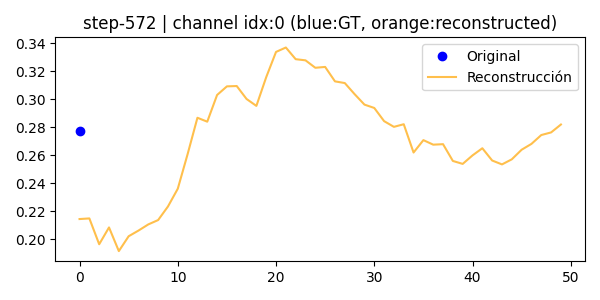 step-572 | channel idx:0 (blue:GT, orange:reconstructed)
Original
Reconstrucción
0.34
0.32
0.30
0.28
0.26
0.24
0.22
0.20
0 10 20 30 40 50